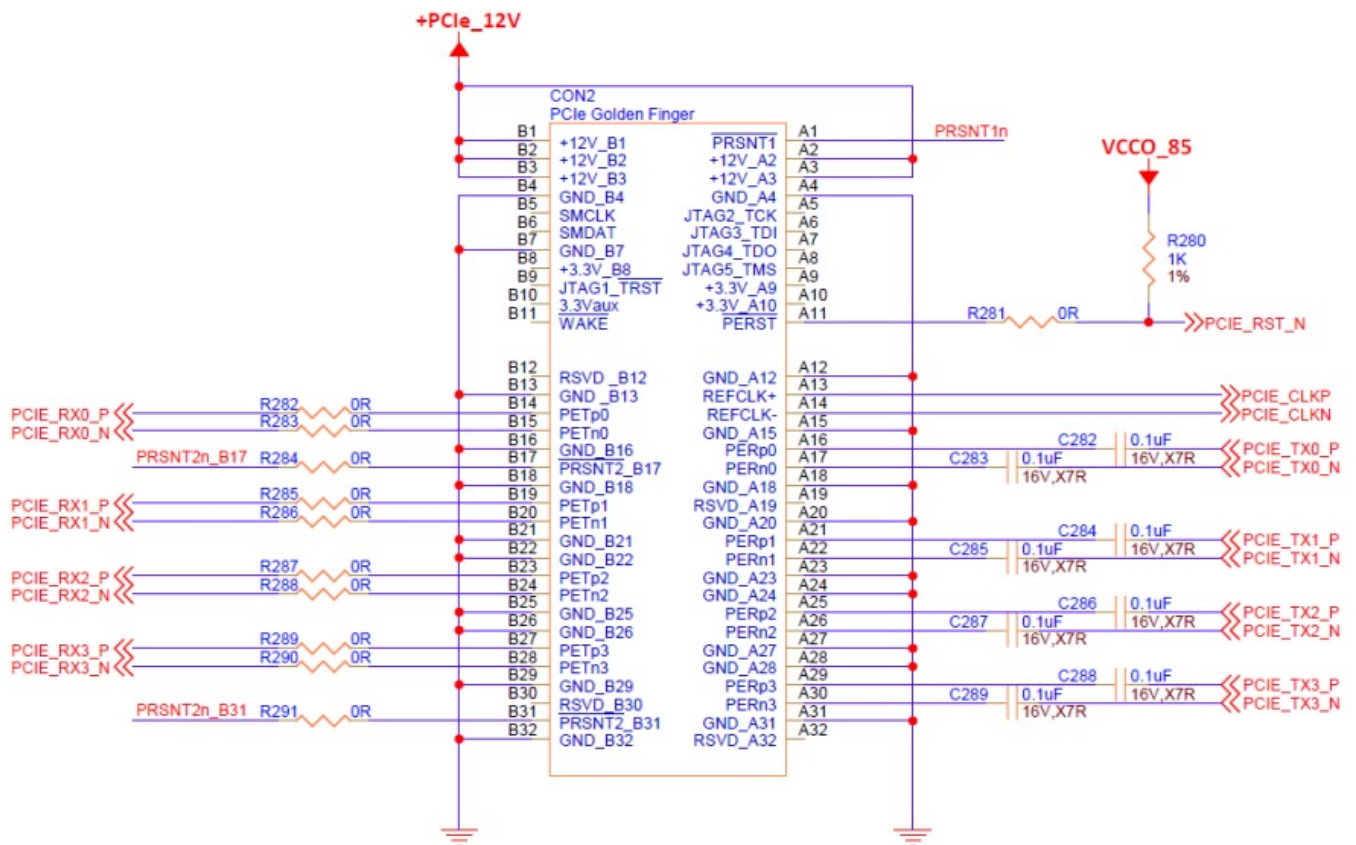 +PCIe_12V
CON2
PCIe Golden Finger
B1 +12V_B1 PRSNT1 A1 PRSNT1n
B2 +12V_B2 +12V_A2 A2
VCCO_85
B3 +12V_B3 +12V_A3 A3
B4 GND_B4 GND_A4 A4
B5 SMCLK JTAG2_TCK A5
B6 SMDAT JTAG3_TDI A6
B7 GND_B7 JTAG4_TDO A7
R280
B8 +3.3V_B8 JTAG5_TMS A8
1K
B9 JTAG1_TRST +3.3V_A9 A9
1%
B10 3.3Vaux +3.3V_A10 A10
B11 WAKE PERST A11 R281 0R PCIE_RST_N
B12 RSVD _B12 GND_A12 A12
B13 GND _B13 REFCLK+ A13 PCIE_CLKP
PCIE_RX0_P R282 0R B14 PETp0 REFCLK- A14 PCIE_CLKN
PCIE_RX0_N R283 0R B15 PETn0 GND_A15 A15
B16 GND_B16 PERp0 A16 C282 0.1uF 16V,X7R PCIE_TX0_P
PRSNT2n_B17 R284 0R B17 PRSNT2_B17 PERn0 A17 C283 0.1uF 16V,X7R PCIE_TX0_N
B18 GND_B18 GND_A18 A18
PCIE_RX1_P R285 0R B19 PETp1 RSVD_A19 A19
PCIE_RX1_N R286 0R B20 PETn1 GND_A20 A20
B21 GND_B21 PERp1 A21 C284 0.1uF 16V,X7R PCIE_TX1_P
B22 GND_B22 PERn1 A22 C285 0.1uF 16V,X7R PCIE_TX1_N
PCIE_RX2_P R287 0R B23 PETp2 GND_A23 A23
PCIE_RX2_N R288 0R B24 PETn2 GND_A24 A24
B25 GND_B25 PERp2 A25 C286 0.1uF 16V,X7R PCIE_TX2_P
B26 GND_B26 PERn2 A26 C287 0.1uF 16V,X7R PCIE_TX2_N
PCIE_RX3_P R289 0R B27 PETp3 GND_A27 A27
PCIE_RX3_N R290 0R B28 PETn3 GND_A28 A28
B29 GND_B29 PERp3 A29 C288 0.1uF 16V,X7R PCIE_TX3_P
B30 RSVD_B30 PERn3 A30 C289 0.1uF 16V,X7R PCIE_TX3_N
PRSNT2n_B31 R291 0R B31 PRSNT2_B31 GND_A31 A31
B32 GND_B32 RSVD_A32 A32